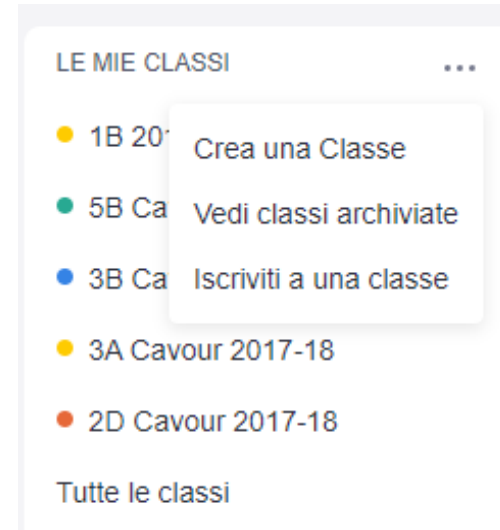 LE MIE CLASSI
1B 201
Crea una Classe
5B Ca
Vedi classi archiviate
3B Ca
Iscriviti a una classe
3A Cavour 2017-18
2D Cavour 2017-18
Tutte le classi